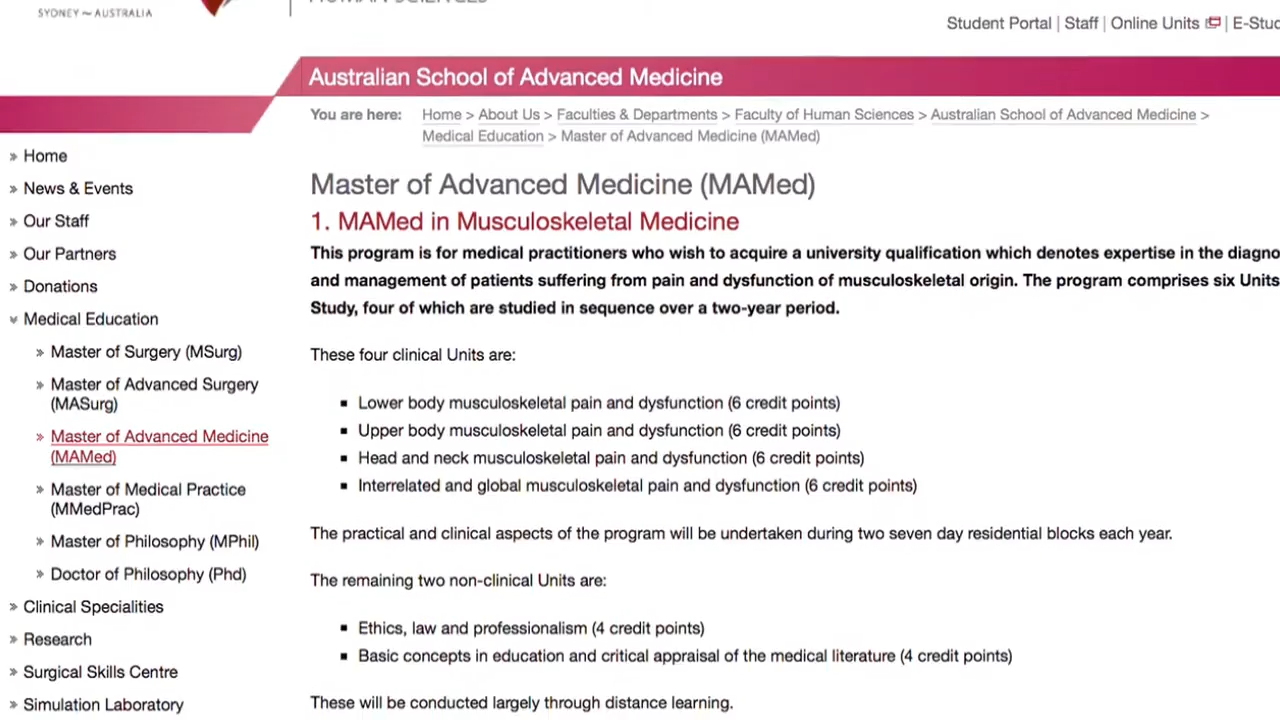 SYDNEY ~ AUSTRALIA
HUMAN SCIENCES
Student Portal | Staff | Online Units | E-Stud
Australian School of Advanced Medicine
You are here: Home > About Us > Faculties & Departments > Faculty of Human Sciences > Australian School of Advanced Medicine >
Medical Education > Master of Advanced Medicine (MAMed)
» Home
» News & Events
» Our Staff
» Our Partners
» Donations
» Medical Education
» Master of Surgery (MSurg)
» Master of Advanced Surgery
(MASurg)
» Master of Advanced Medicine
(MAMed)
» Master of Medical Practice
(MMedPrac)
» Master of Philosophy (MPhil)
» Doctor of Philosophy (Phd)
» Clinical Specialities
» Research
» Surgical Skills Centre
» Simulation Laboratory
Master of Advanced Medicine (MAMed)
1. MAMed in Musculoskeletal Medicine
This program is for medical practitioners who wish to acquire a university qualification which denotes expertise in the diagno
and management of patients suffering from pain and dysfunction of musculoskeletal origin. The program comprises six Units
Study, four of which are studied in sequence over a two-year period.
These four clinical Units are:
▪ Lower body musculoskeletal pain and dysfunction (6 credit points)
▪ Upper body musculoskeletal pain and dysfunction (6 credit points)
▪ Head and neck musculoskeletal pain and dysfunction (6 credit points)
▪ Interrelated and global musculoskeletal pain and dysfunction (6 credit points)
The practical and clinical aspects of the program will be undertaken during two seven day residential blocks each year.
The remaining two non-clinical Units are:
▪ Ethics, law and professionalism (4 credit points)
▪ Basic concepts in education and critical appraisal of the medical literature (4 credit points)
These will be conducted largely through distance learning.